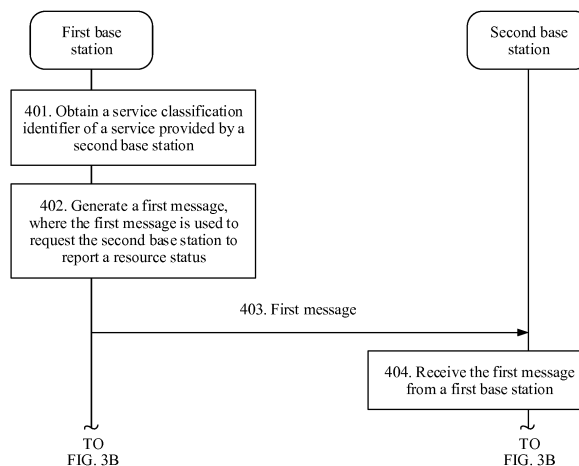 First base
station
Second base
station
401. Obtain a service classification
identifier of a service provided by a
second base station
402. Generate a first message,
where the first message is used to
request the second base station to
report a resource status
403. First message
404. Receive the first message
from a first base station
TO
FIG. 3B
TO
FIG. 3B